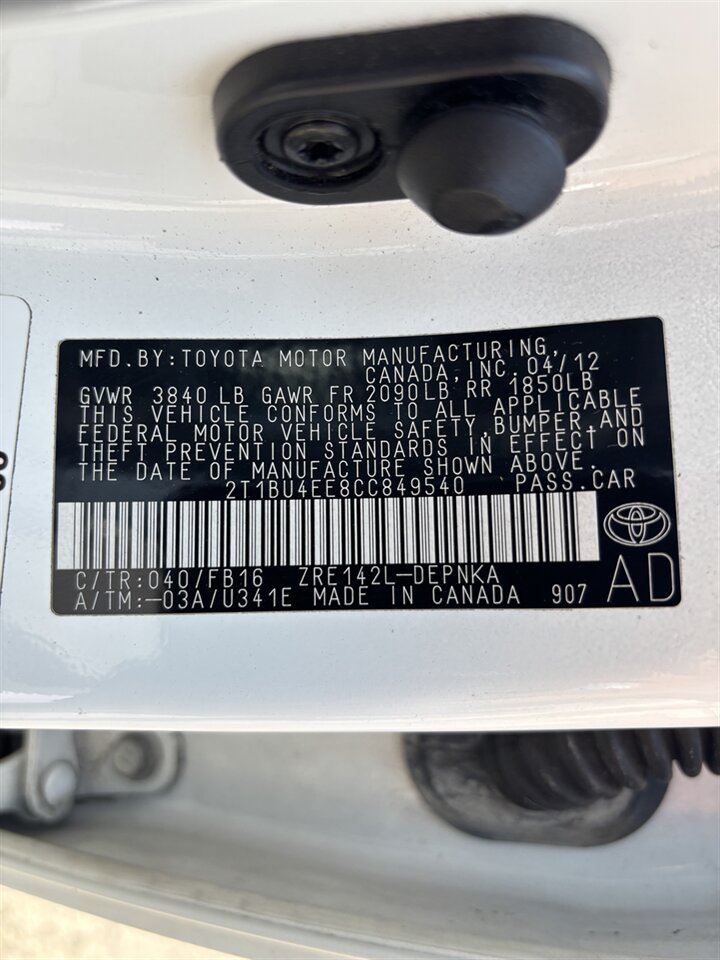 MFD.BY:TOYOTA MOTOR MANUFACTURING,
CANADA,INC.04/12
GVWR 3840 LB GAWR FR 2090LB,RR 1850LB
THIS VEHICLE CONFORMS TO ALL APPLICABLE
FEDERAL MOTOR VEHICLE SAFETY,BUMPER,AND
THEFT PREVENTION STANDARDS IN EFFECT ON
THE DATE OF MANUFACTURE SHOWN ABOVE.
2T1BU4EE8CC849540 PASS.CAR
C/TR:040/FB16 ZRE142L-DEPNKA
A/TM:-03A/U341E MADE IN CANADA 907
AD